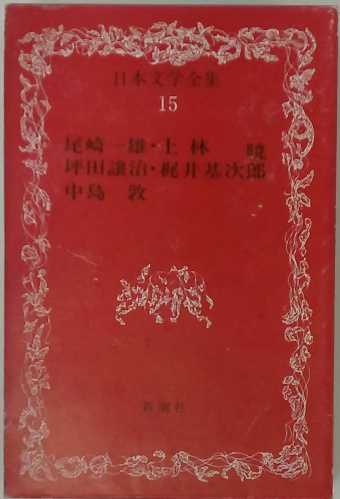 日本文学全集
15
尾崎一雄・上林 暁
坪田譲治・梶井基次郎
中島 敦
新潮社